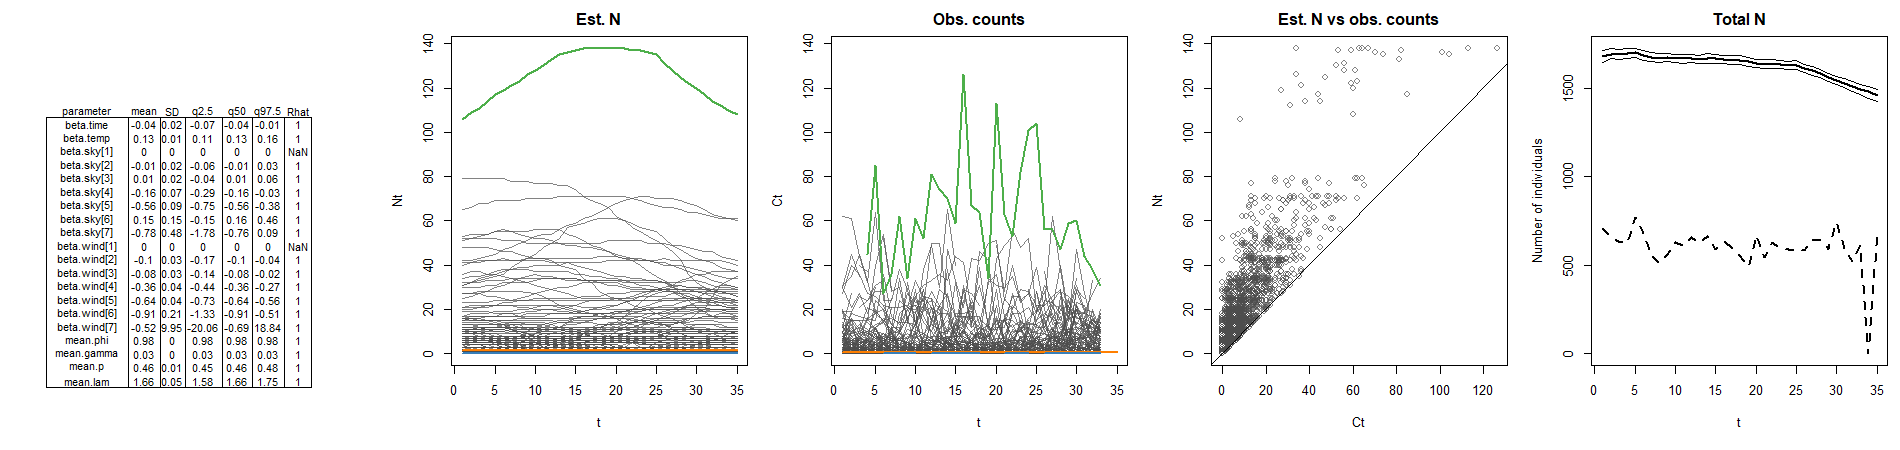 parameter mean SD q2.5 q50 q97.5 Rhat
beta.time -0.04 0.02 -0.07 -0.04 -0.01 1
beta.temp 0.13 0.01 0.11 0.13 0.16 1
beta.sky[1] 0 0 0 0 0 NaN
beta.sky[2] -0.01 0.02 -0.06 -0.01 0.03 1
beta.sky[3] 0.01 0.02 -0.04 0.01 0.06 1
beta.sky[4] -0.16 0.07 -0.29 -0.16 -0.03 1
beta.sky[5] -0.56 0.09 -0.75 -0.56 -0.38 1
beta.sky[6] 0.15 0.15 -0.15 0.16 0.46 1
beta.sky[7] -0.78 0.48 -1.78 -0.76 0.09 1
beta.wind[1] 0 0 0 0 0 NaN
beta.wind[2] -0.1 0.03 -0.17 -0.1 -0.04 1
beta.wind[3] -0.08 0.03 -0.14 -0.08 -0.02 1
beta.wind[4] -0.36 0.04 -0.44 -0.36 -0.27 1
beta.wind[5] -0.64 0.04 -0.73 -0.64 -0.56 1
beta.wind[6] -0.91 0.21 -1.33 -0.91 -0.51 1
beta.wind[7] -0.52 9.95 -20.06 -0.69 18.84 1
mean.phi 0.98 0 0.98 0.98 0.98 1
mean.gamma 0.03 0 0.03 0.03 0.03 1
mean.p 0.46 0.01 0.45 0.46 0.48 1
mean.lam 1.66 0.05 1.58 1.66 1.75 1
Est. N
Nt
140
120
100
80
60
40
20
0
0 5 10 15 20 25 30 35
t
Obs. counts
Ct
140
120
100
80
60
40
20
0
0 5 10 15 20 25 30 35
t
Est. N vs obs. counts
Nt
140
120
100
80
60
40
20
0
0 20 40 60 80 100 120
Ct
Total N
Number of individuals
1500
1000
500
0
0 5 10 15 20 25 30 35
t